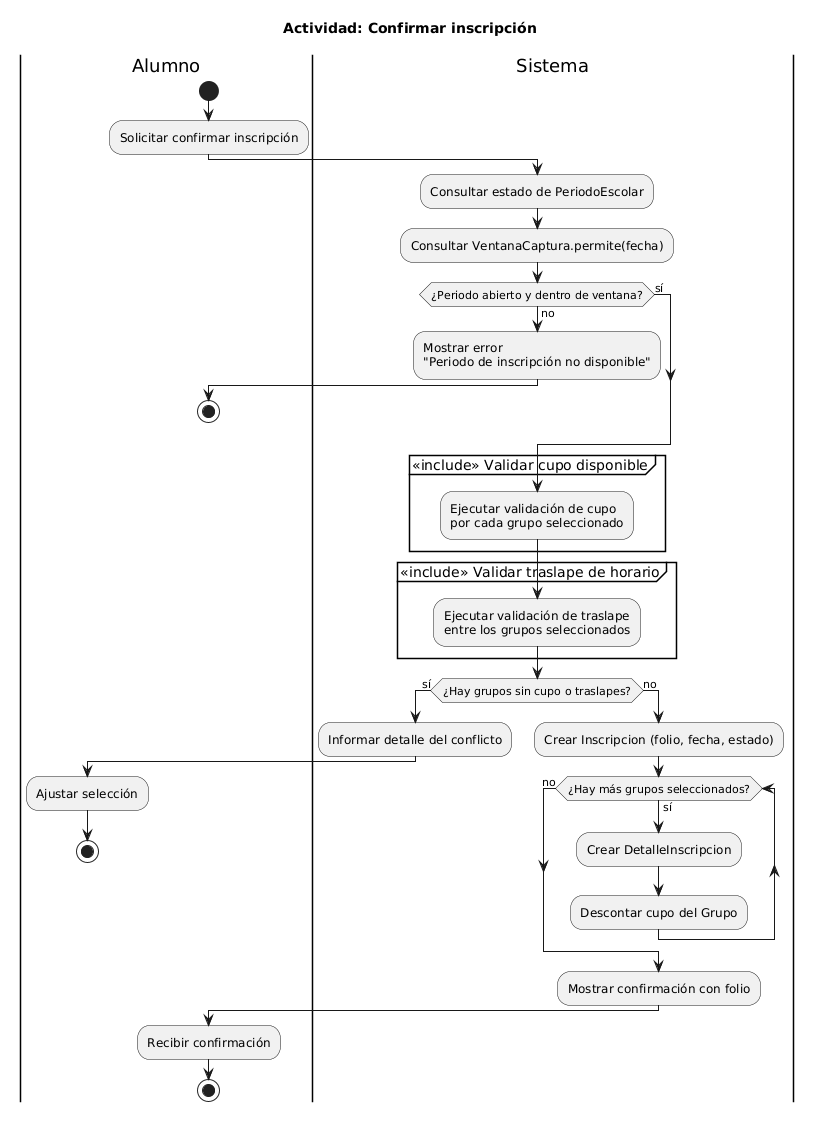 Actividad: Confirmar inscripción
Alumno
Sistema
Solicitar confirmar inscripción
Consultar estado de PeriodoEscolar
Consultar VentanaCaptura.permite(fecha)
¿Periodo abierto y dentro de ventana?
sí
no
Mostrar error
"Periodo de inscripción no disponible"
«include» Validar cupo disponible
Ejecutar validación de cupo
por cada grupo seleccionado
«include» Validar traslape de horario
Ejecutar validación de traslape
entre los grupos seleccionados
sí
¿Hay grupos sin cupo o traslapes?
no
Informar detalle del conflicto
Crear Inscripcion (folio, fecha, estado)
Ajustar selección
no
¿Hay más grupos seleccionados?
sí
Crear DetalleInscripcion
Descontar cupo del Grupo
Mostrar confirmación con folio
Recibir confirmación